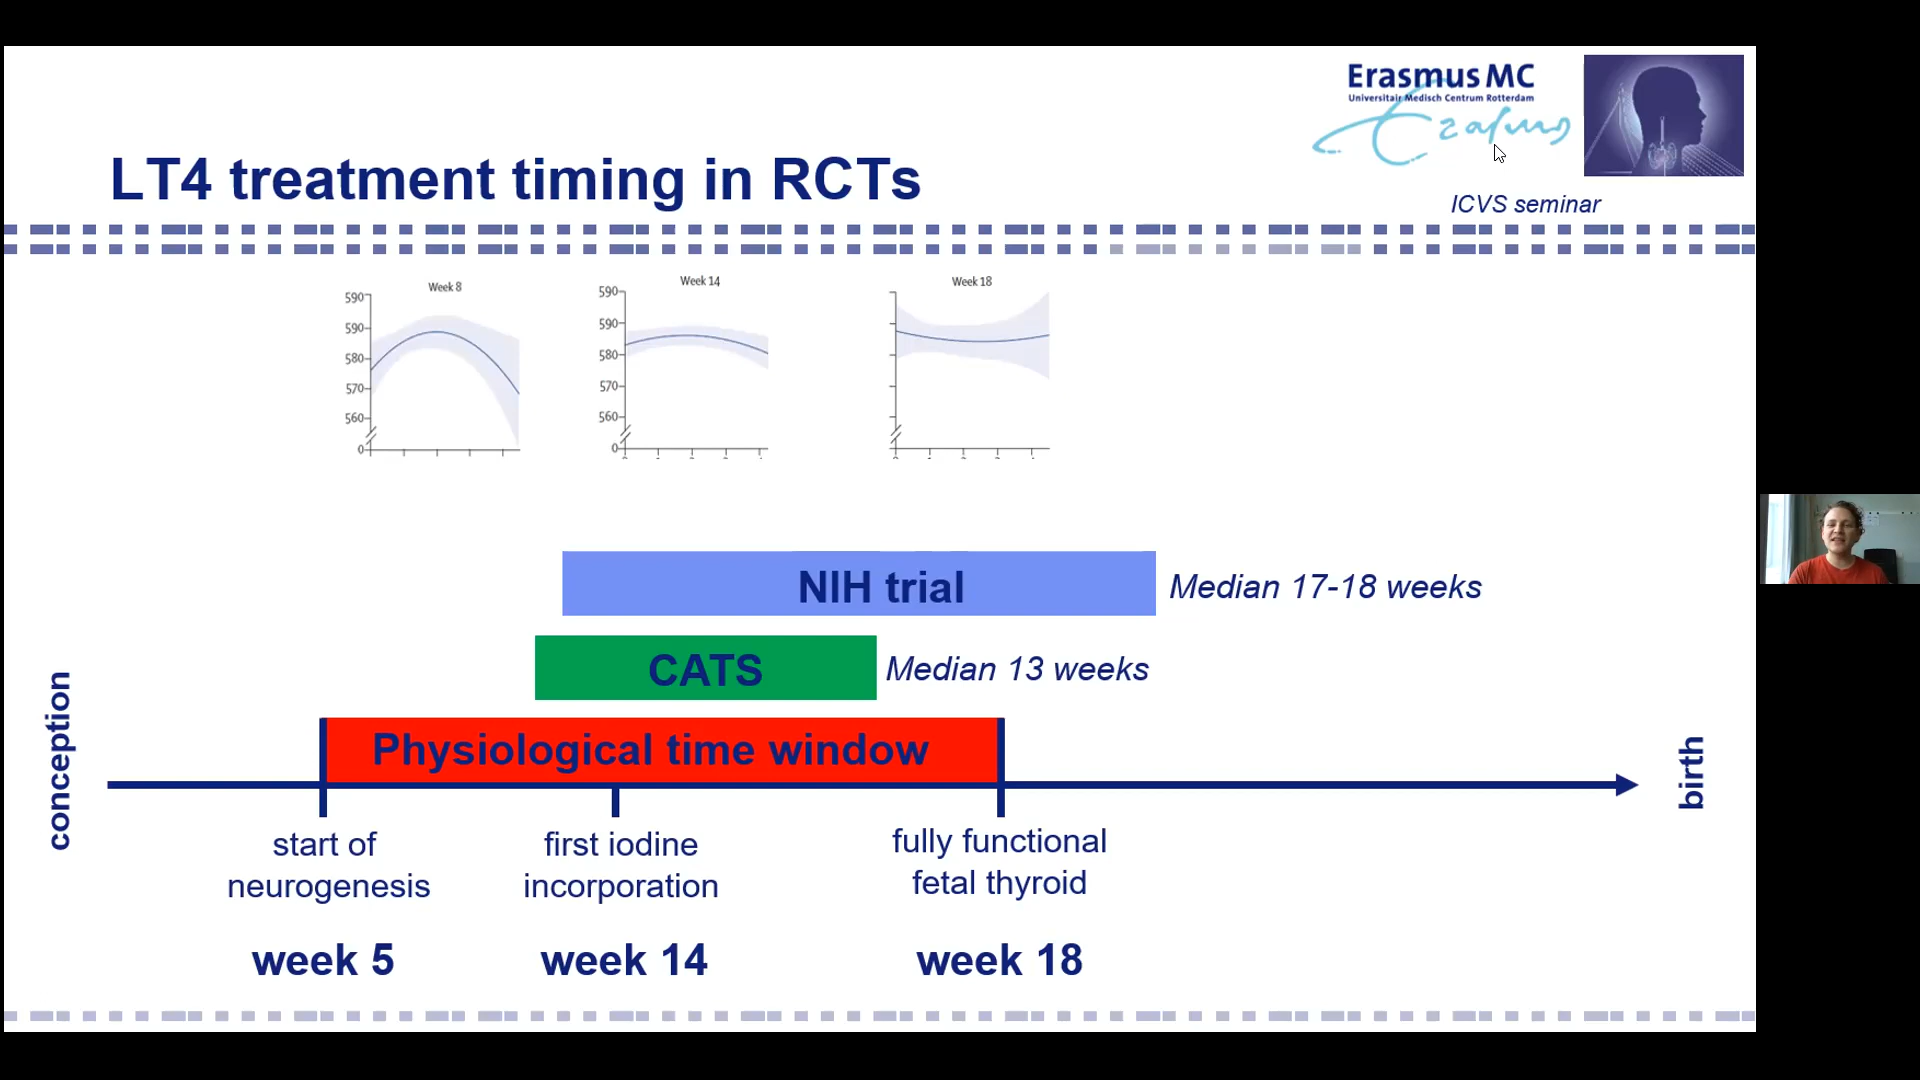 Erasmus MC
Universitair Medisch Centrum Rotterdam
Erasmus
LT4 treatment timing in RCTs
ICVS seminar
Week 8
590
590
580
570
560
0
Week 14
590
590
580
570
560
0
Week 18
NIH trial
Median 17-18 weeks
CATS
Median 13 weeks
Physiological time window
conception
birth
start of
neurogenesis
first iodine
incorporation
fully functional
fetal thyroid
week 5
week 14
week 18